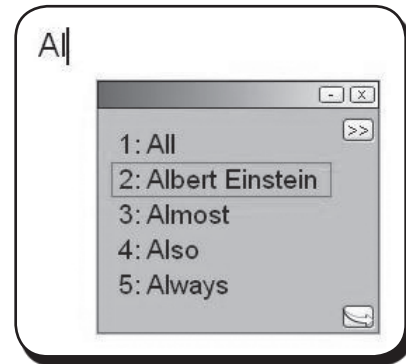 Al
- x
>>
1: All
2: Albert Einstein
3: Almost
4: Also
5: Always